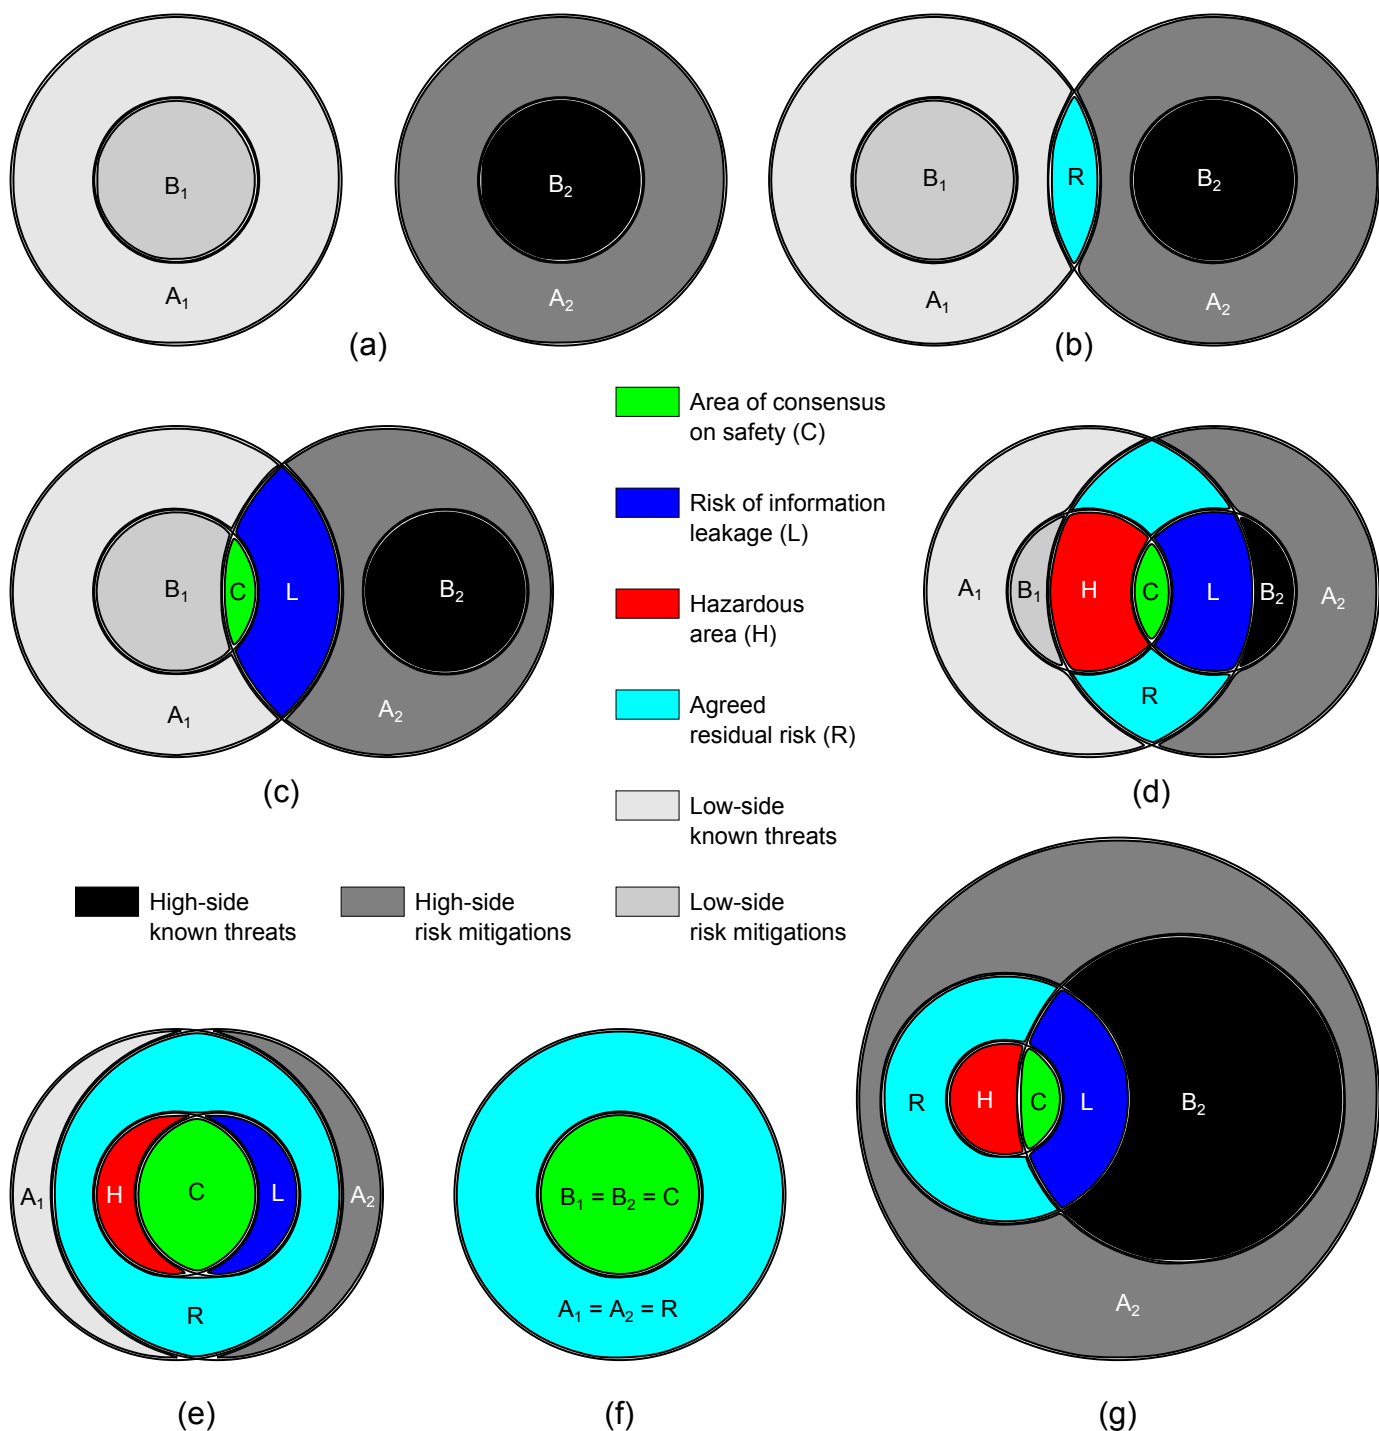 B₁
A₁
B₂
A₂
(a)
B₁
A₁
R
B₂
A₂
(b)
B₁
C
L
B₂
A₁
A₂
(c)
Area of consensus
on safety (C)
Risk of information
leakage (L)
Hazardous
area (H)
Agreed
residual risk (R)
Low-side
known threats
Low-side
risk mitigations
High-side
known threats
High-side
risk mitigations
A₁
B₁
H
C
L
B₂
A₂
R
(d)
A₁
H
C
L
A₂
R
(e)
B₁ = B₂ = C
A₁ = A₂ = R
(f)
R
H
C
L
B₂
A₂
(g)